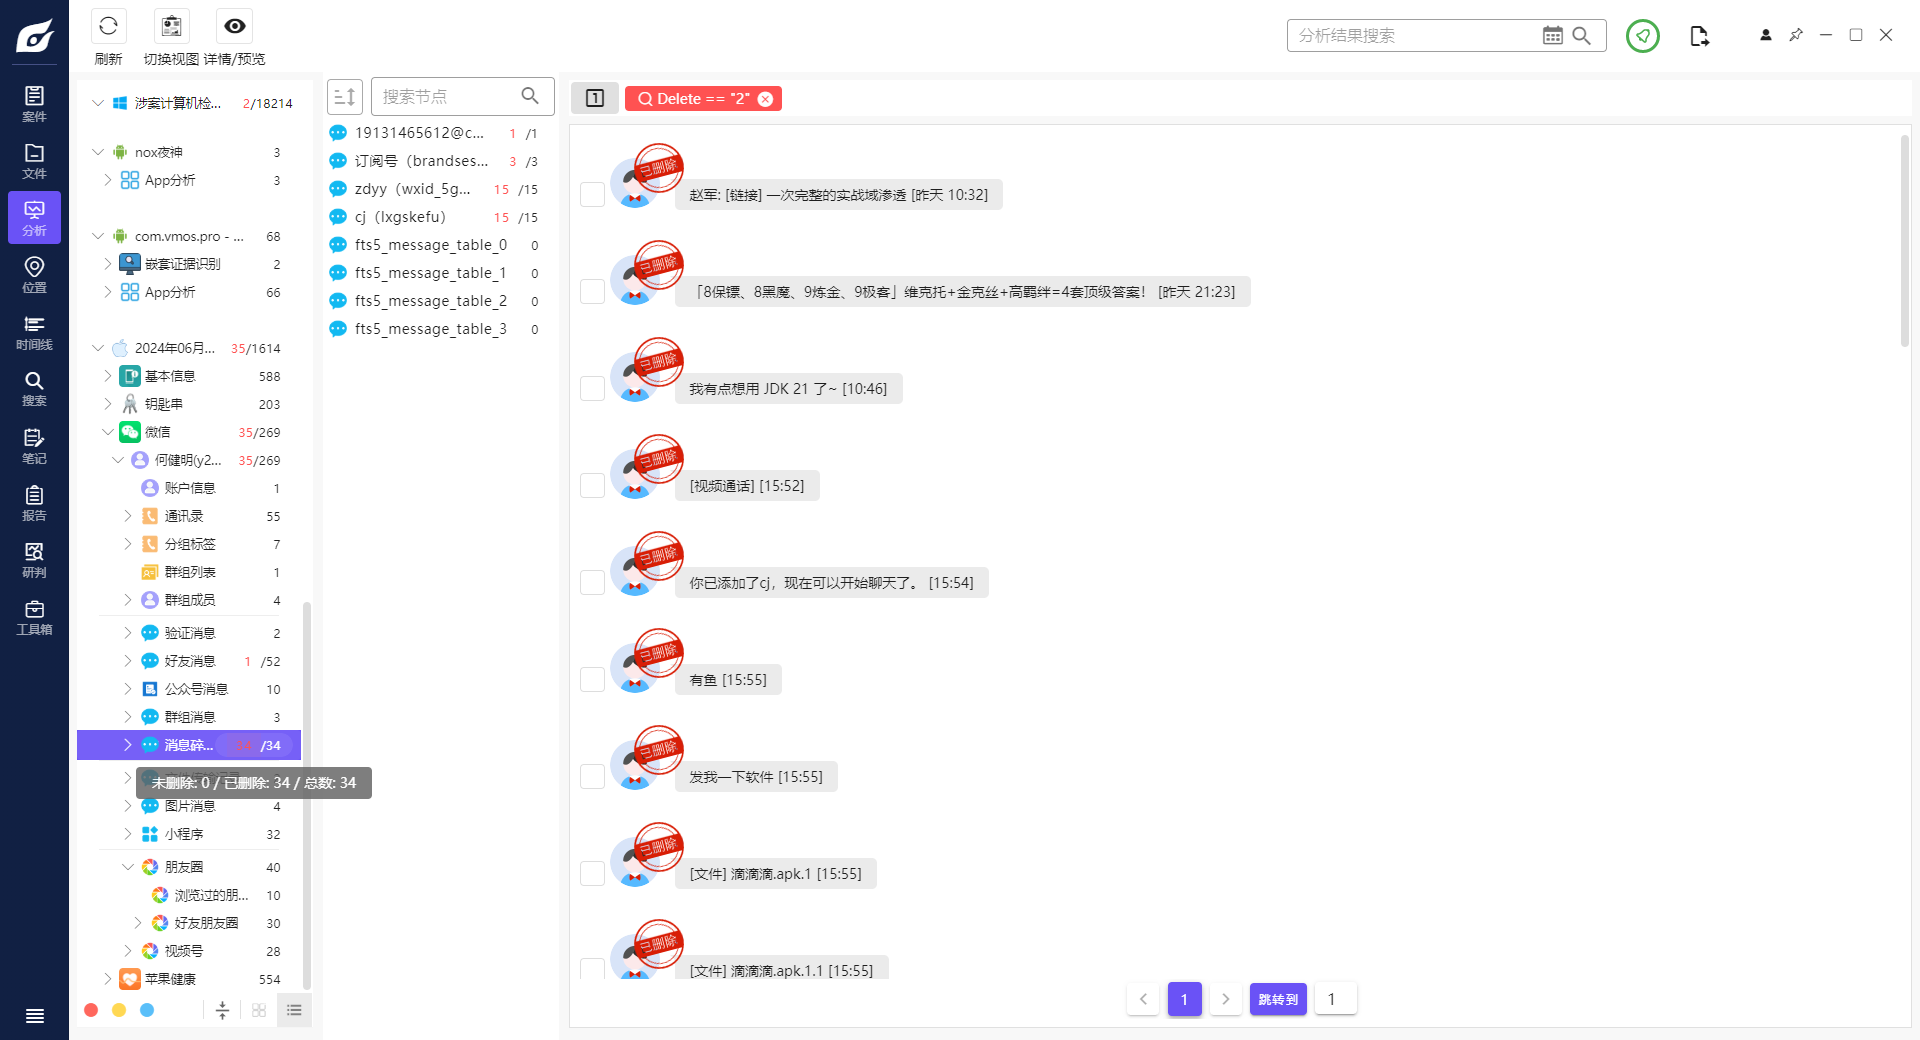 刷新
切换视图
详情/预览
分析结果搜索
案件
文件
分析
位置
时间线
搜索
笔记
报告
研判
工具箱
涉案计算机检... 2/18214
nox夜神 3
App分析 3
com.vmos.pro - ... 68
嵌套证据识别 2
App分析 66
2024年06月... 35/1614
基本信息 588
钥匙串 203
微信 35/269
何健明(y2... 35/269
账户信息 1
通讯录 55
分组标签 7
群组列表 1
群组成员 4
验证消息 2
好友消息 1 /52
公众号消息 10
群组消息 3
消息碎... /34
未删除: 0 / 已删除: 34 / 总数: 34
图片消息 4
小程序 32
朋友圈 40
浏览过的朋... 10
好友朋友圈 30
视频号 28
苹果健康 554
搜索节点
19131465612@c... 1 /1
订阅号（brandses... 3 /3
zdyy（wxid_5g... 15 /15
cj（lxgskefu） 15 /15
fts5_message_table_0 0
fts5_message_table_1 0
fts5_message_table_2 0
fts5_message_table_3 0
1
Delete == "2"
已删除
赵军: [链接] 一次完整的实战域渗透 [昨天 10:32]
已删除
「8保镖、8黑魔、9炼金、9极客」维克托+金克丝+高羁绊=4套顶级答案！ [昨天 21:23]
已删除
我有点想用 JDK 21 了~ [10:46]
已删除
[视频通话] [15:52]
已删除
你已添加了cj，现在可以开始聊天了。 [15:54]
已删除
有鱼 [15:55]
已删除
发我一下软件 [15:55]
已删除
[文件] 滴滴滴.apk.1 [15:55]
已删除
[文件] 滴滴滴.apk.1.1 [15:55]
1
跳转到
1